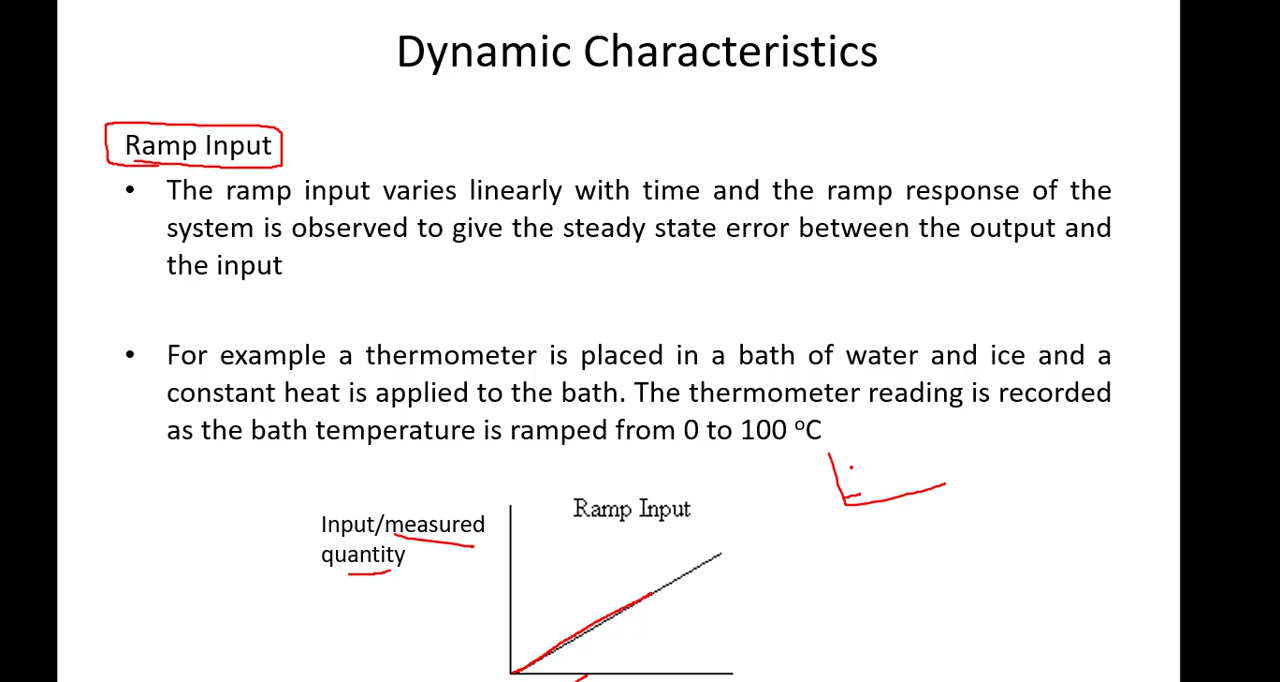 Dynamic Characteristics
Ramp Input
• The ramp input varies linearly with time and the ramp response of the
system is observed to give the steady state error between the output and
the input
• For example a thermometer is placed in a bath of water and ice and a
constant heat is applied to the bath. The thermometer reading is recorded
as the bath temperature is ramped from 0 to 100 °C
Ramp Input
Input/measured
quantity